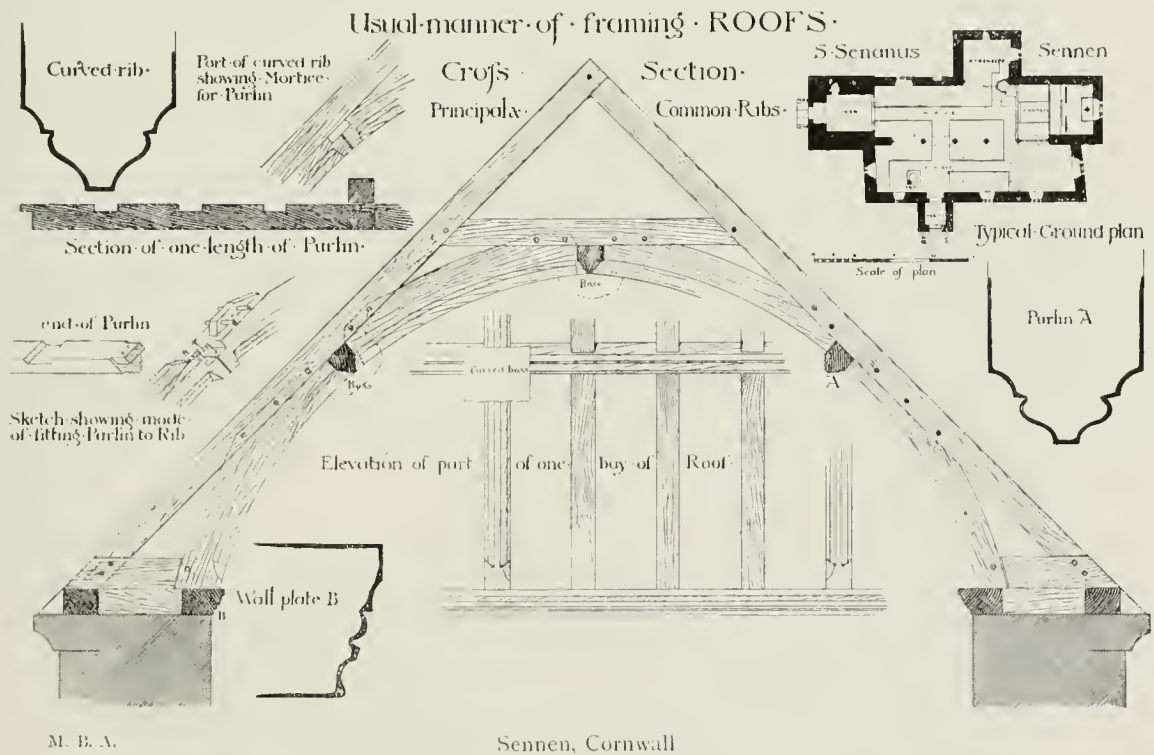 Usual·manner·of·framing·ROOFS·
Curved·rib·
Part·of·curved·rib
showing·Mortice·
for·Purlin
Croſs· Section·
Principal·&· Common·Ribs·
S·Senanus Sennen
Section·of·one·length·of·Purlin·
Typical·Ground·plan
Scale of plan
Boss
end·of·Purlin
Purlin A
Boss
Carved boss
A
Sketch·showing·mode·
of·fitting·Purlin·to·Rib
Elevation·of·part·of·one·bay·of·Roof·
Wall·plate·B
B
M. B. A.
Sennen, Cornwall